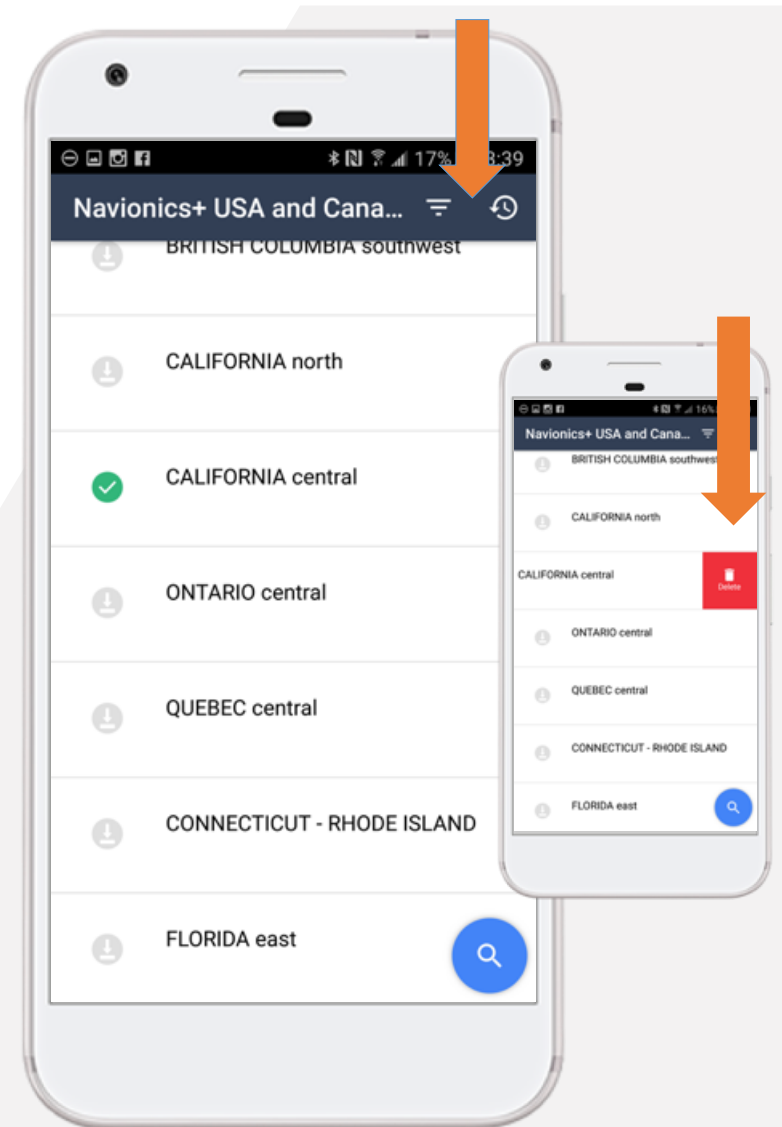 17% 3:39
Navionics+ USA and Cana...
BRITISH COLUMBIA southwest
CALIFORNIA north
CALIFORNIA central
ONTARIO central
QUEBEC central
CONNECTICUT - RHODE ISLAND
FLORIDA east
16%
Navionics+ USA and Cana...
BRITISH COLUMBIA southwest
CALIFORNIA north
CALIFORNIA central
Delete
ONTARIO central
QUEBEC central
CONNECTICUT - RHODE ISLAND
FLORIDA east